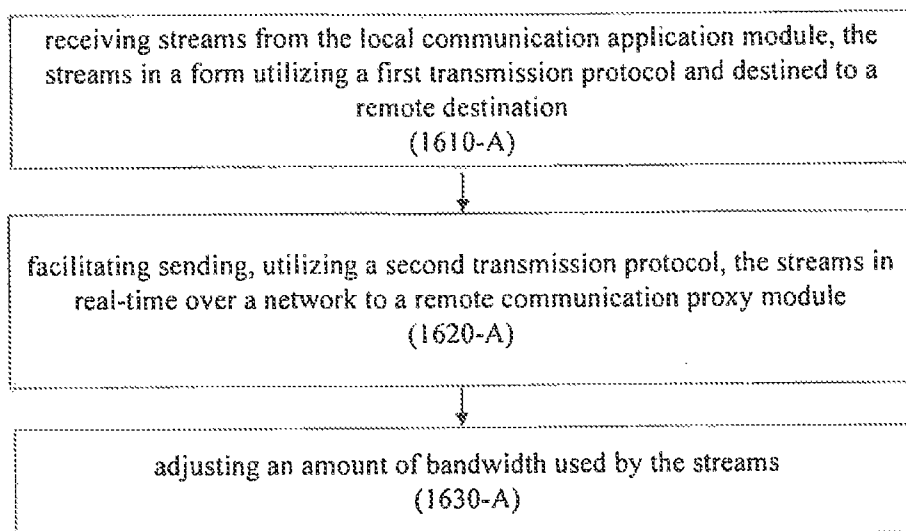 receiving streams from the local communication application module, the
streams in a form utilizing a first transmission protocol and destined to a
remote destination
(1610-A)
facilitating sending, utilizing a second transmission protocol, the streams in
real-time over a network to a remote communication proxy module
(1620-A)
adjusting an amount of bandwidth used by the streams
(1630-A)